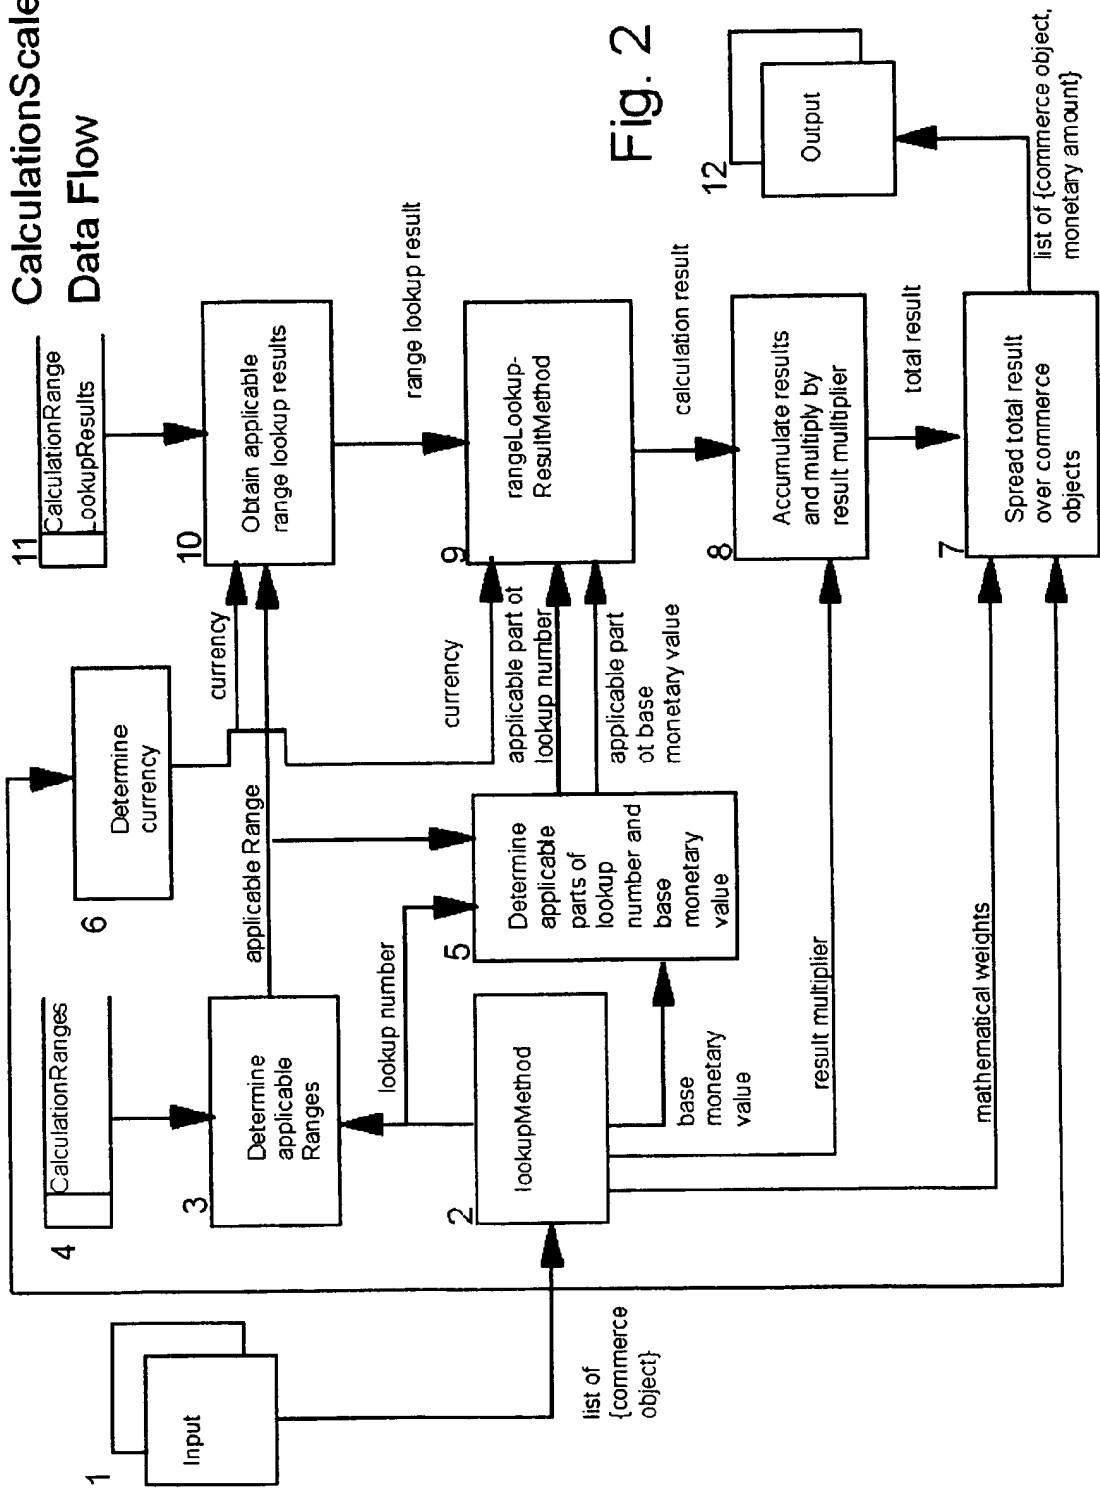 CalculationScale
Data Flow
Fig. 2
1
Input
list of
{commerce
object}
2
lookupMethod
lookup number
base
monetary
value
result multiplier
mathematical weights
3
Determine
applicable
Ranges
4
CalculationRanges
applicable Range
5
Determine
applicable
parts of
lookup
number and
base
monetary
value
6
Determine
currency
currency
currency
applicable part ot
lookup number
applicable part
ot base
monetary value
11
CalculationRange
LookupResults
10
Obtain applicable
range lookup results
range lookup result
9
rangeLookup-
ResultMethod
calculation result
8
Accumulate results
and multiply by
result mulltiplier
total result
7
Spread total result
over commerce
objects
list of {commerce object,
monetary amount}
12
Output